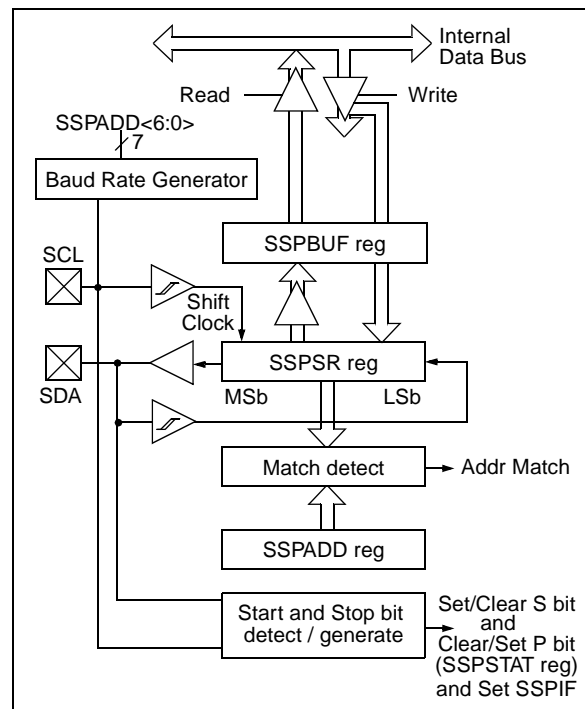 Internal
Data Bus
Read
Write
SSPADD<6:0>
7
Baud Rate Generator
SSPBUF reg
SCL
Shift
Clock
SSPSR reg
SDA
MSb
LSb
Match detect
Addr Match
SSPADD reg
Start and Stop bit
detect / generate
Set/Clear S bit
and
Clear/Set P bit
(SSPSTAT reg)
and Set SSPIF